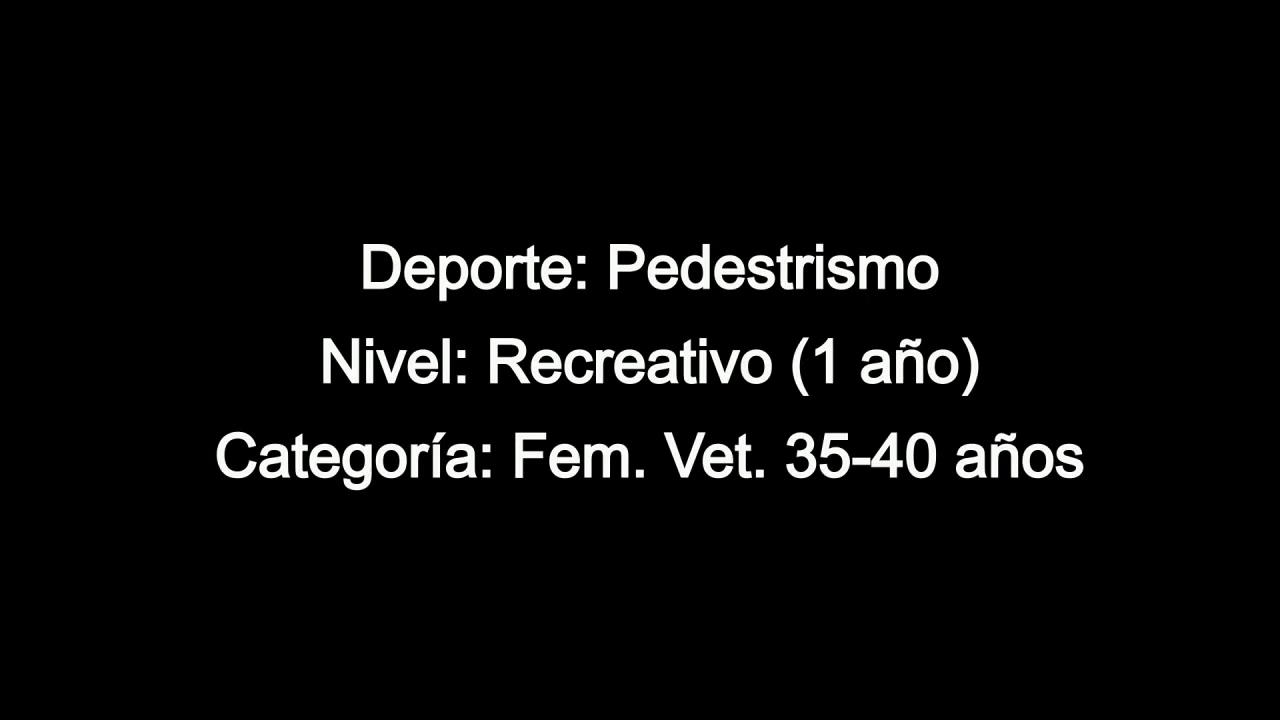 Deporte: Pedestrismo
Nivel: Recreativo (1 año)
Categoría: Fem. Vet. 35-40 años